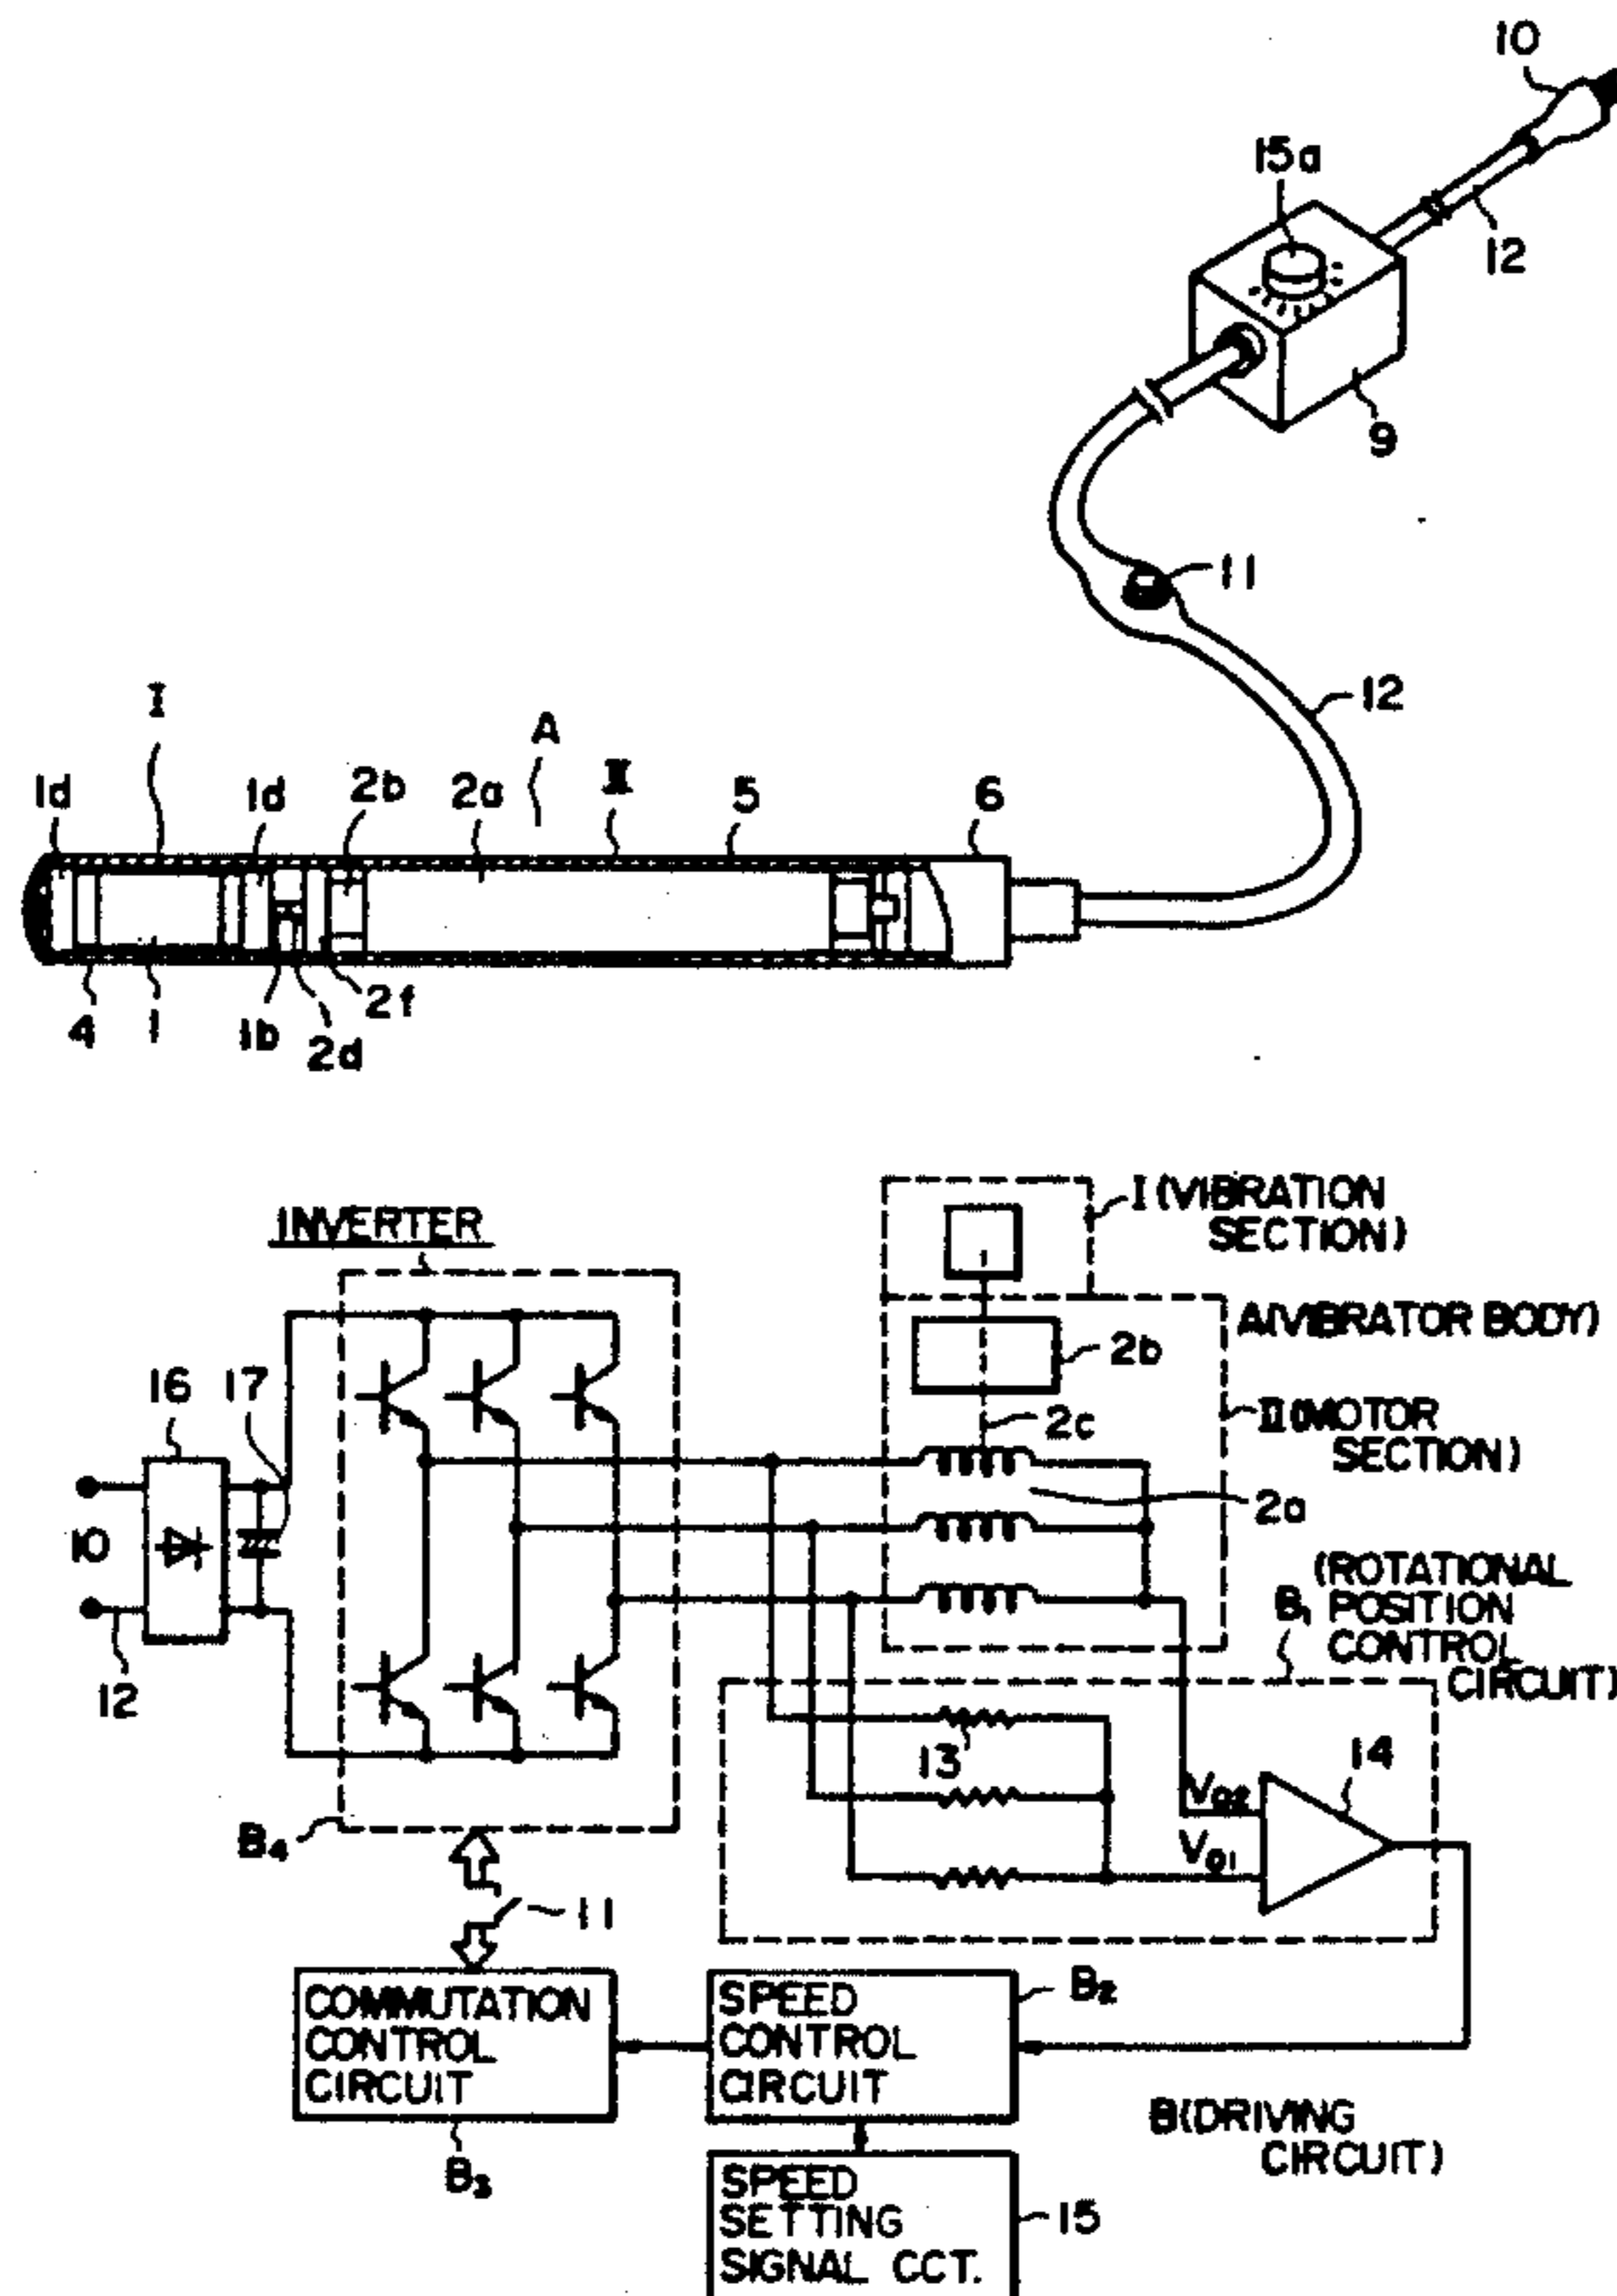 10
15a
12
9
11
12
I
A
1d
1d
2b
2a
II
5
6
4
1
1b
2d
2f
INVERTER
I (VIBRATION
SECTION)
A(VIBRATOR BODY)
2b
16
17
2c
II(MOTOR
SECTION)
2a
10
(ROTATIONAL
B1 POSITION
CONTROL
CIRCUIT)
12
13
14
V02
V01
B4
11
COMMUTATION
CONTROL
CIRCUIT
SPEED
CONTROL
CIRCUIT
B2
B3
B(DRIVING
CIRCUIT)
SPEED
SETTING
SIGNAL CCT.
15